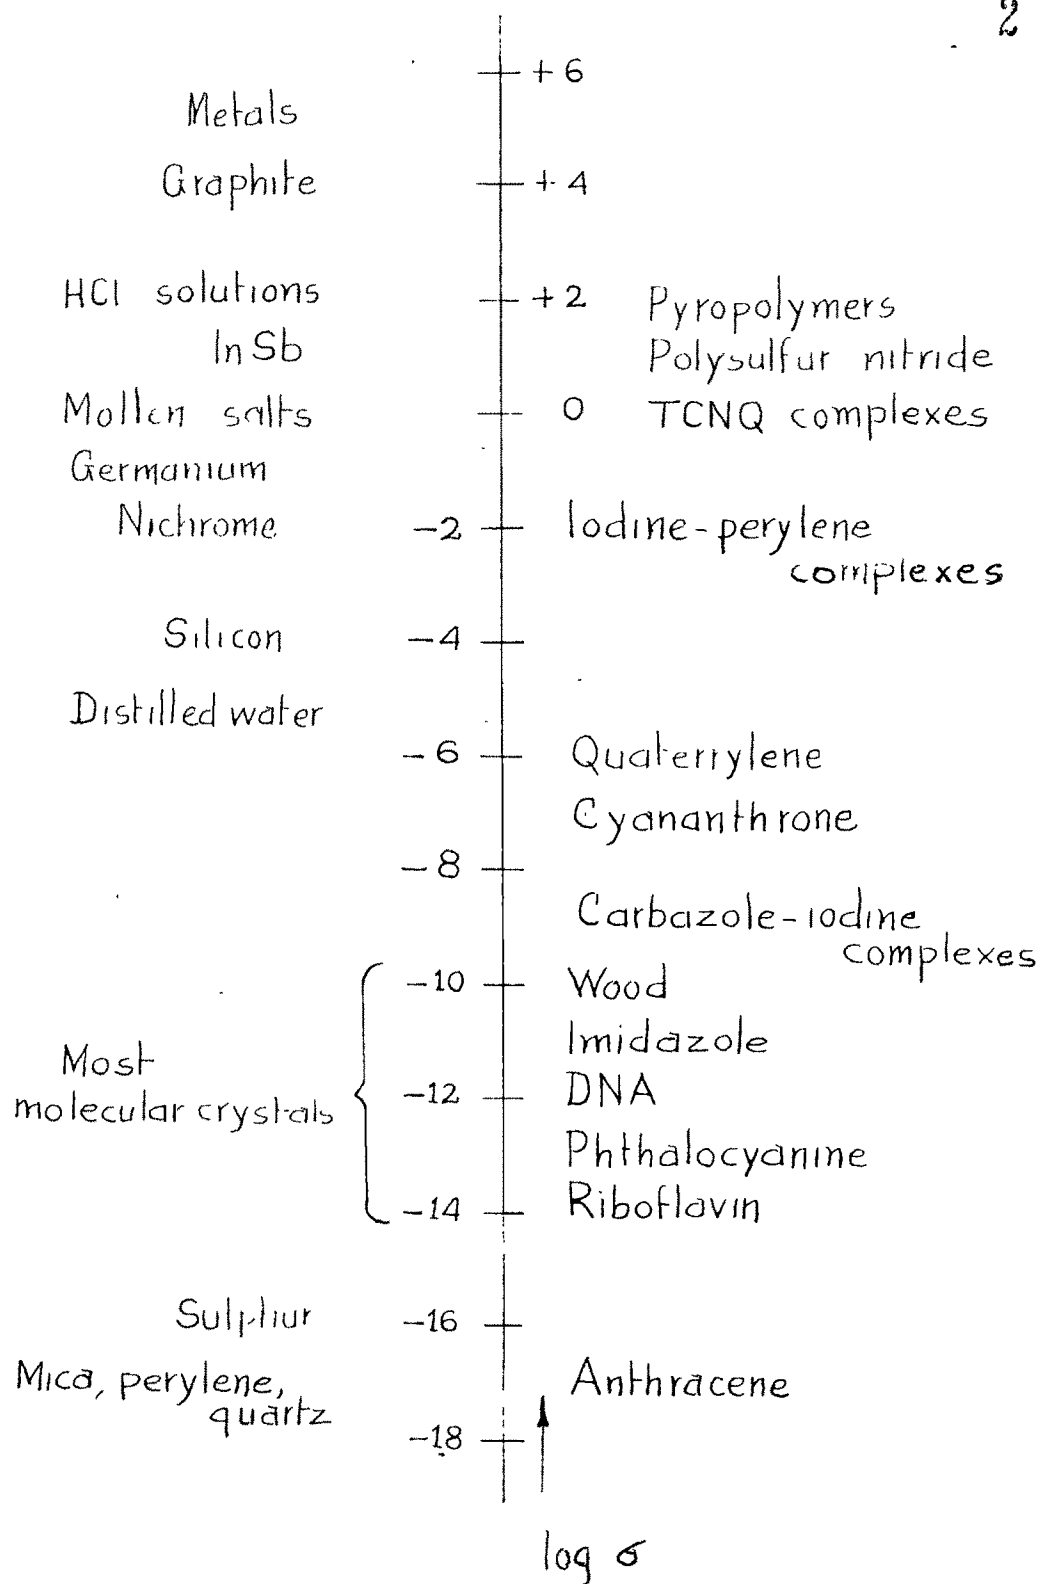 2
+6
Metals
Graphite
+4
HCl solutions
+2
Pyropolymers
InSb
Polysulfur nitride
Molten salts
0
TCNQ complexes
Germanium
Nichrome
-2
Iodine-perylene
complexes
Silicon
-4
Distilled water
-6
Quaterrylene
Cyananthrone
-8
Carbazole-iodine
complexes
-10
Wood
Imidazole
Most
molecular crystals
-12
DNA
Phthalocyanine
-14
Riboflavin
Sulphur
-16
Mica, perylene,
quartz
Anthracene
-18
log σ